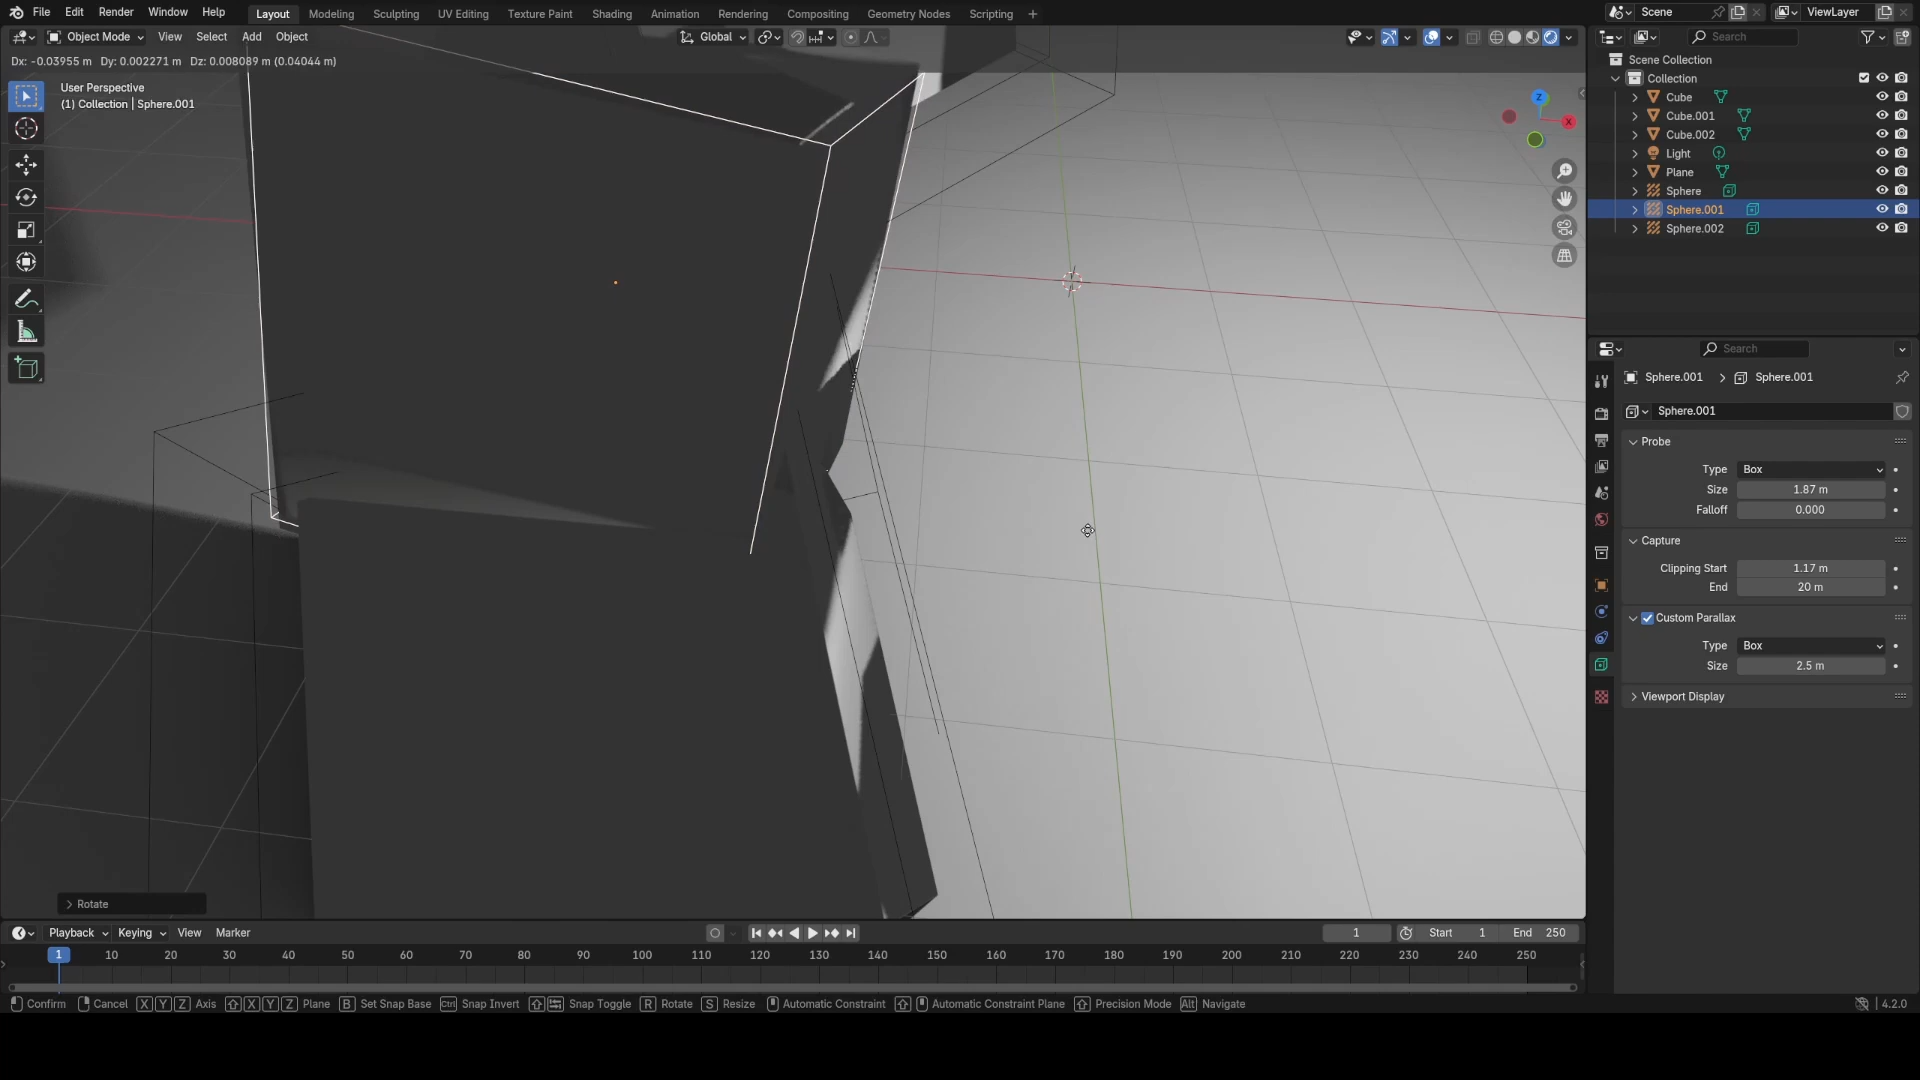 File Edit Render Window Help Layout Modeling Sculpting UV Editing Texture Paint Shading Animation Rendering Compositing Geometry Nodes Scripting + Scene ViewLayer
Object Mode View Select Add Object Global Search
Dx: -0.03955 m Dy: 0.002271 m Dz: 0.008089 m (0.04044 m)
User Perspective
(1) Collection | Sphere.001
Z
X
Scene Collection
Collection
Cube
Cube.001
Cube.002
Light
Plane
Sphere
Sphere.001
Sphere.002
Search
Sphere.001 > Sphere.001
Sphere.001
Probe
Type Box
Size 1.87 m
Falloff 0.000
Capture
Clipping Start 1.17 m
End 20 m
Custom Parallax
Type Box
Size 2.5 m
Viewport Display
Rotate
Playback Keying View Marker 1 Start 1 End 250
1 10 20 30 40 50 60 70 80 90 100 110 120 130 140 150 160 170 180 190 200 210 220 230 240 250
Confirm Cancel X Y Z Axis X Y Z Plane B Set Snap Base Ctrl Snap Invert Snap Toggle R Rotate S Resize Automatic Constraint Automatic Constraint Plane Precision Mode Alt Navigate 4.2.0